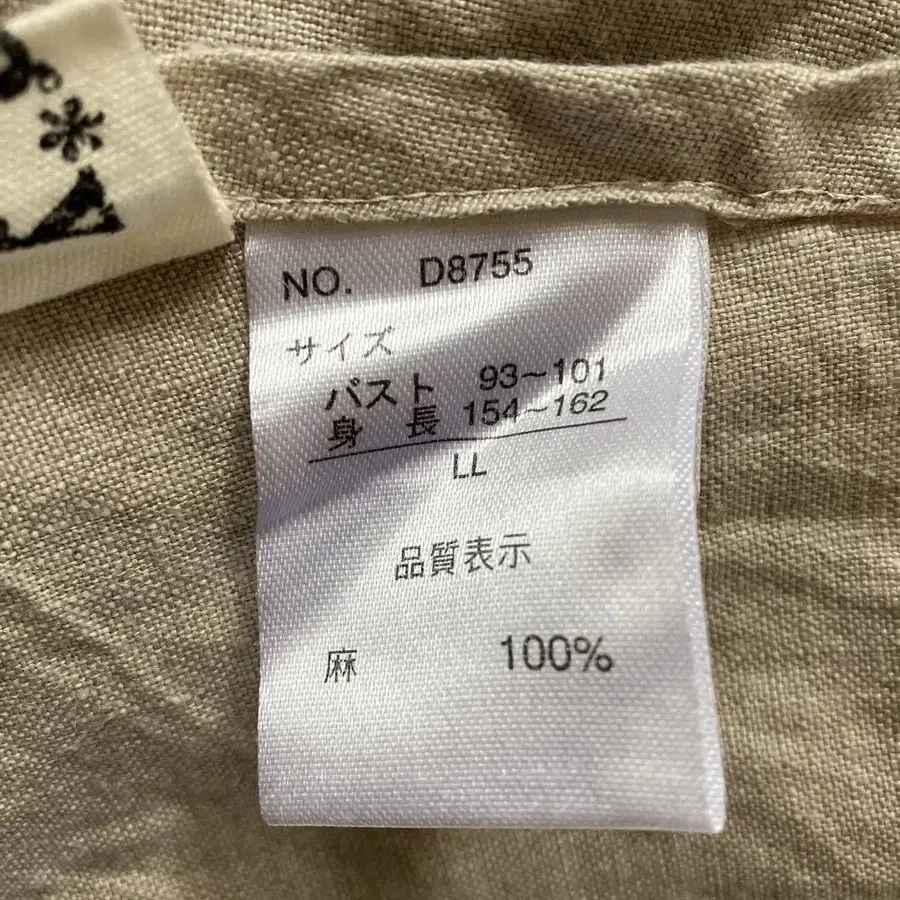 NO. D8755
サイズ
バスト 93~101
身長 154~162
LL
品質表示
麻 100%